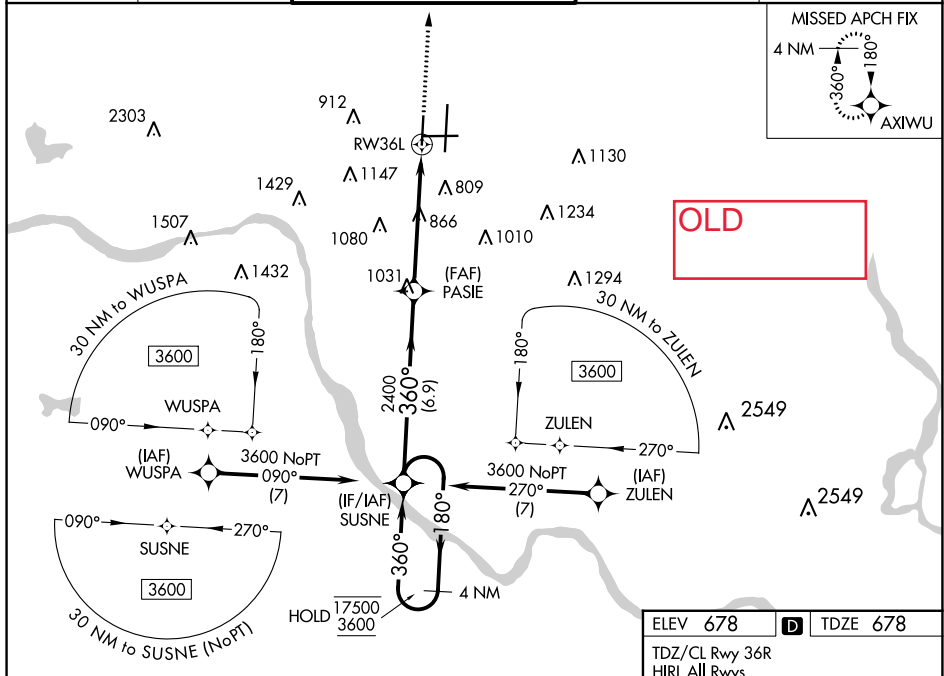 MISSED APCH FIX
4 NM
360°
180°
AXIWU
2303
912
RW36L
1130
1147
809
1429
866
1234
1507
1080
1010
OLD
1432
1031
(FAF)
PASIE
1294
30 NM to WUSPA
180°
3600
090°
WUSPA
30 NM to ZULEN
180°
3600
ZULEN
270°
2400
360°
(6.9)
2549
(IAF)
WUSPA
3600 NoPT
090°
(7)
(IF/IAF)
SUSNE
3600 NoPT
270°
(7)
(IAF)
ZULEN
2549
090°
270°
SUSNE
3600
30 NM to SUSNE (NoPT)
360°
180°
HOLD
17500
3600
4 NM
ELEV 678
D
TDZE 678
TDZ/CL Rwy 36R
HIRL All Rwys